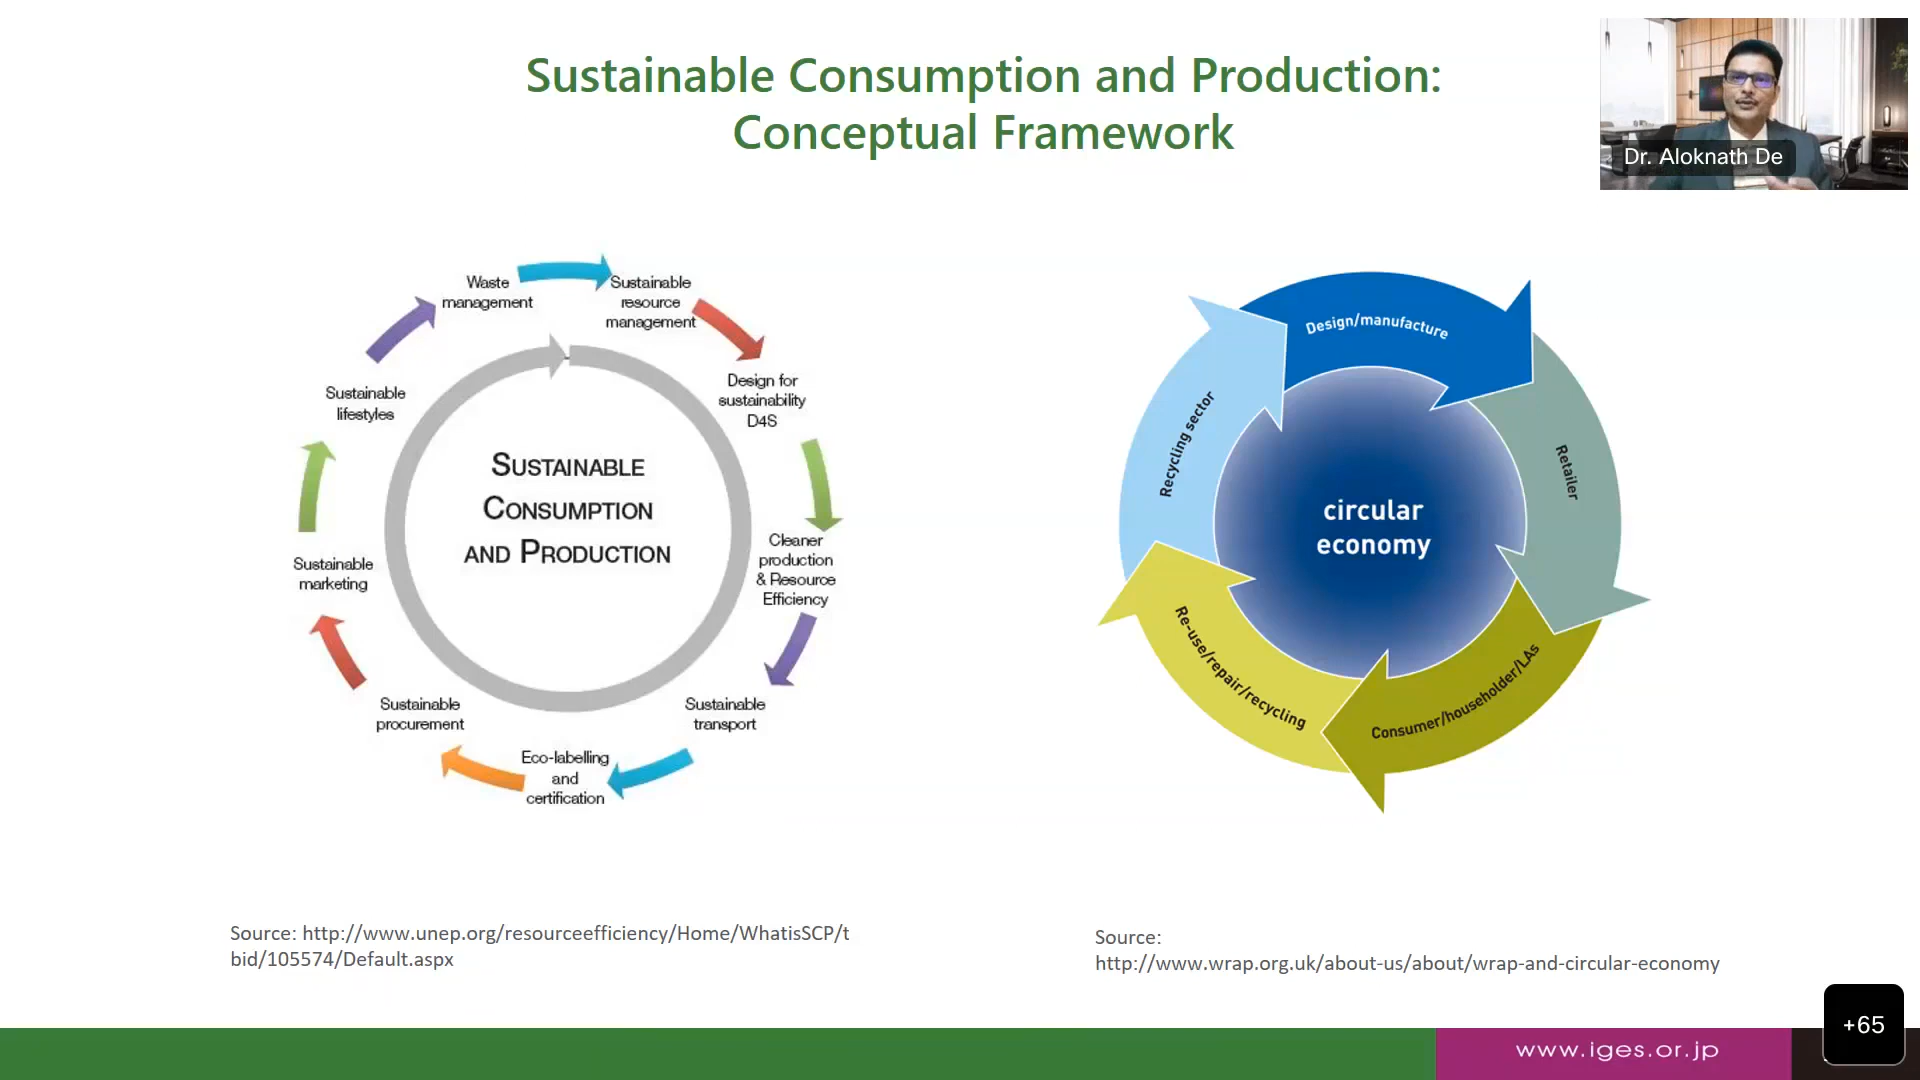 Sustainable Consumption and Production:
Conceptual Framework
Dr. Aloknath De
Waste
management
Sustainable
resource
management
Design for
sustainability
D4S
Cleaner
production
& Resource
Efficiency
Sustainable
transport
Eco-labelling
and
certification
Sustainable
procurement
Sustainable
marketing
Sustainable
lifestyles
SUSTAINABLE
CONSUMPTION
AND PRODUCTION
Design/manufacture
Retailer
Consumer/householder/LAs
Re-use/repair/recycling
Recycling sector
circular
economy
Source: http://www.unep.org/resourceefficiency/Home/WhatisSCP/t
bid/105574/Default.aspx
Source:
http://www.wrap.org.uk/about-us/about/wrap-and-circular-economy
www.iges.or.jp
+65